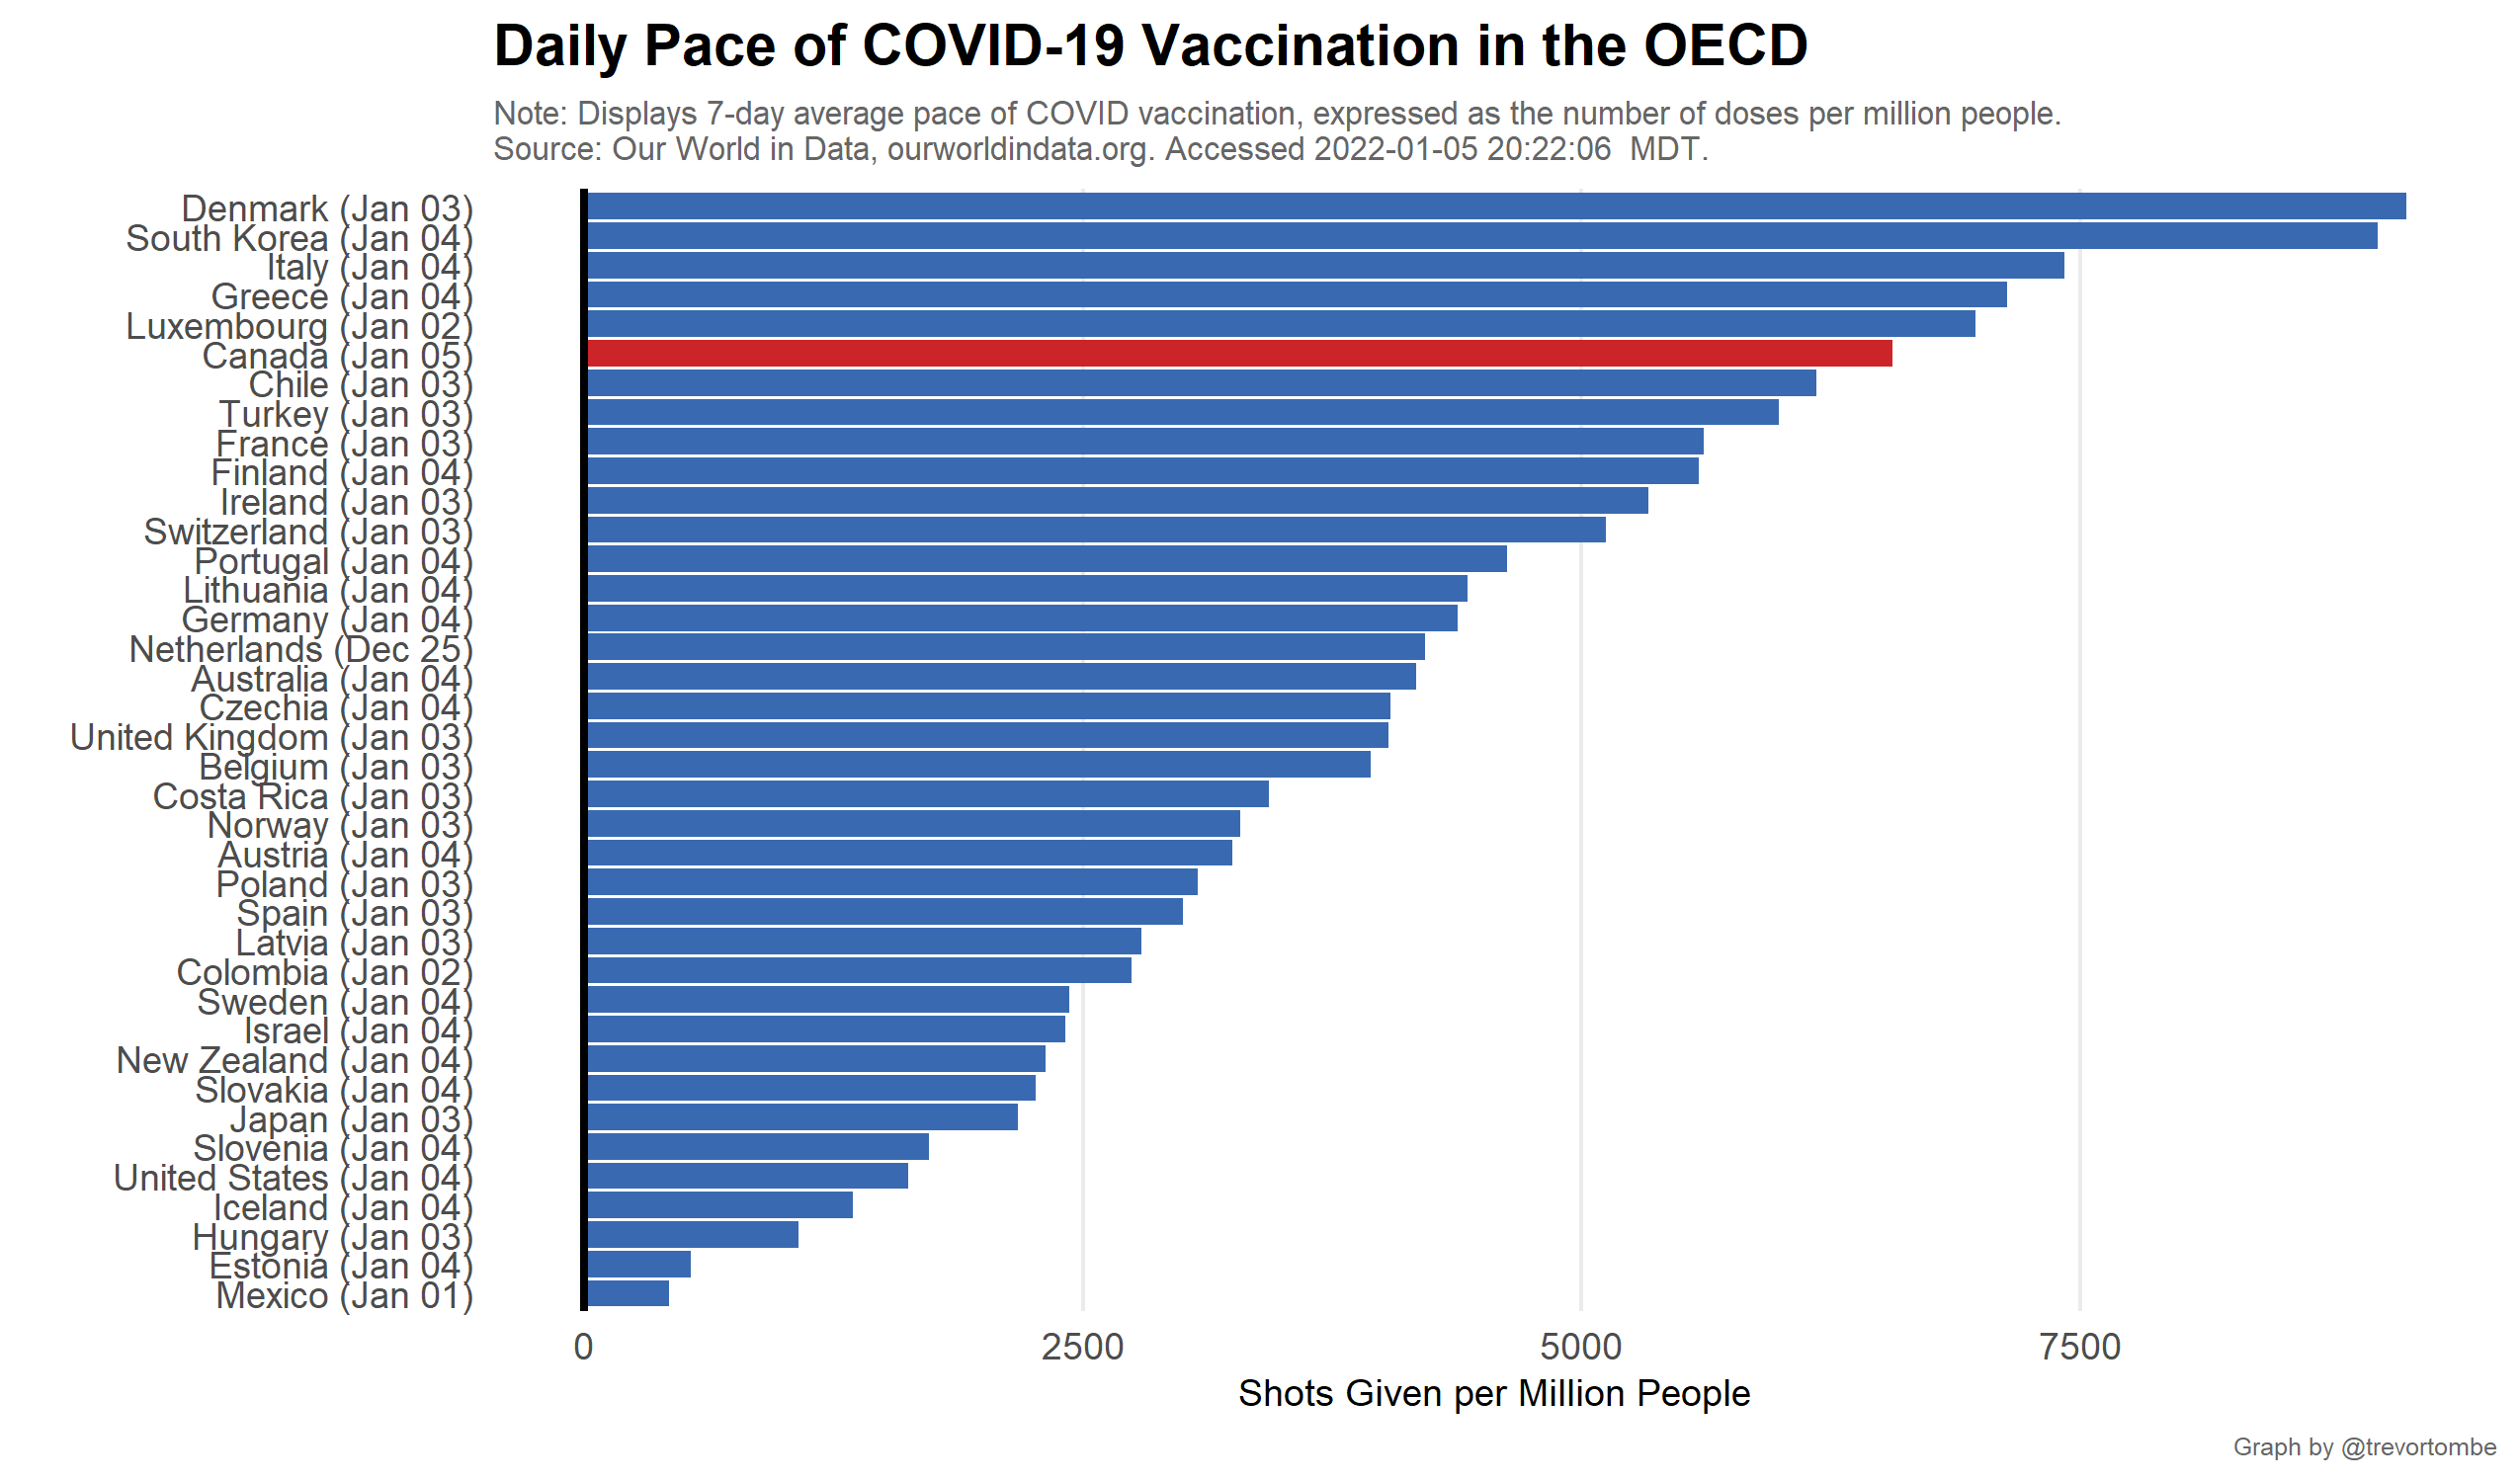 Daily Pace of COVID-19 Vaccination in the OECD
Note: Displays 7-day average pace of COVID vaccination, expressed as the number of doses per million people.
Source: Our World in Data, ourworldindata.org. Accessed 2022-01-05 20:22:06  MDT.
Denmark (Jan 03)
South Korea (Jan 04)
Italy (Jan 04)
Greece (Jan 04)
Luxembourg (Jan 02)
Canada (Jan 05)
Chile (Jan 03)
Turkey (Jan 03)
France (Jan 03)
Finland (Jan 04)
Ireland (Jan 03)
Switzerland (Jan 03)
Portugal (Jan 04)
Lithuania (Jan 04)
Germany (Jan 04)
Netherlands (Dec 25)
Australia (Jan 04)
Czechia (Jan 04)
United Kingdom (Jan 03)
Belgium (Jan 03)
Costa Rica (Jan 03)
Norway (Jan 03)
Austria (Jan 04)
Poland (Jan 03)
Spain (Jan 03)
Latvia (Jan 03)
Colombia (Jan 02)
Sweden (Jan 04)
Israel (Jan 04)
New Zealand (Jan 04)
Slovakia (Jan 04)
Japan (Jan 03)
Slovenia (Jan 04)
United States (Jan 04)
Iceland (Jan 04)
Hungary (Jan 03)
Estonia (Jan 04)
Mexico (Jan 01)
0 2500 5000 7500
Shots Given per Million People
Graph by @trevortombe